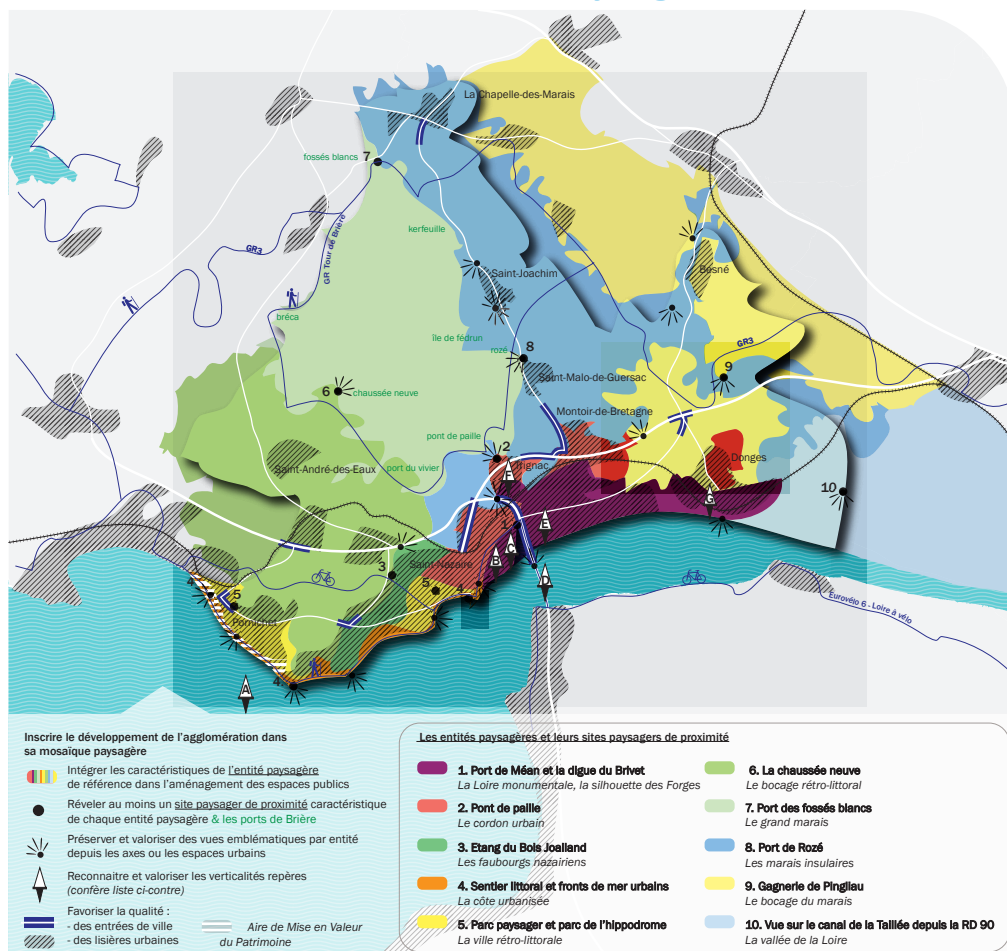 La Chapelle-des-Marais
fossés blancs
7
kerfeuille
GR Tour de Brière
GR3
Saint-Joachim
Besné
bréca
île de fédrun
rozé
8
GR3
9
6
chaussée neuve
Saint-Malo-de-Guersac
Montoir-de-Bretagne
pont de paille
2
Trignac
F
Donges
Saint-André-des-Eaux
port du vivier
10
G
1
E
1
C
B
Saint-Nazaire
3
D
4
5
5
4
Pornichet
Eurovélo 6 - Loire à vélo
4
A
Inscrire le développement de l'agglomération dans
sa mosaïque paysagère
Intégrer les caractéristiques de l'entité paysagère
de référence dans l'aménagement des espaces publics
Révéler au moins un site paysager de proximité caractéristique
de chaque entité paysagère & les ports de Brière
Préserver et valoriser des vues emblématiques par entité
depuis les axes ou les espaces urbains
Reconnaitre et valoriser les verticalités repères
(confère liste ci-contre)
Favoriser la qualité :
- des entrées de ville
- des lisières urbaines
Aire de Mise en Valeur
du Patrimoine
Les entités paysagères et leurs sites paysagers de proximité
1. Port de Méan et la digue du Brivet
La Loire monumentale, la silhouette des Forges
2. Pont de paille
Le cordon urbain
3. Etang du Bois Joalland
Les faubourgs nazairiens
4. Sentier littoral et fronts de mer urbains
La côte urbanisée
5. Parc paysager et parc de l'hippodrome
La ville rétro-littorale
6. La chaussée neuve
Le bocage rétro-littoral
7. Port des fossés blancs
Le grand marais
8. Port de Rozé
Les marais insulaires
9. Gagnerie de Pingliau
Le bocage du marais
10. Vue sur le canal de la Taillée depuis la RD 90
La vallée de la Loire